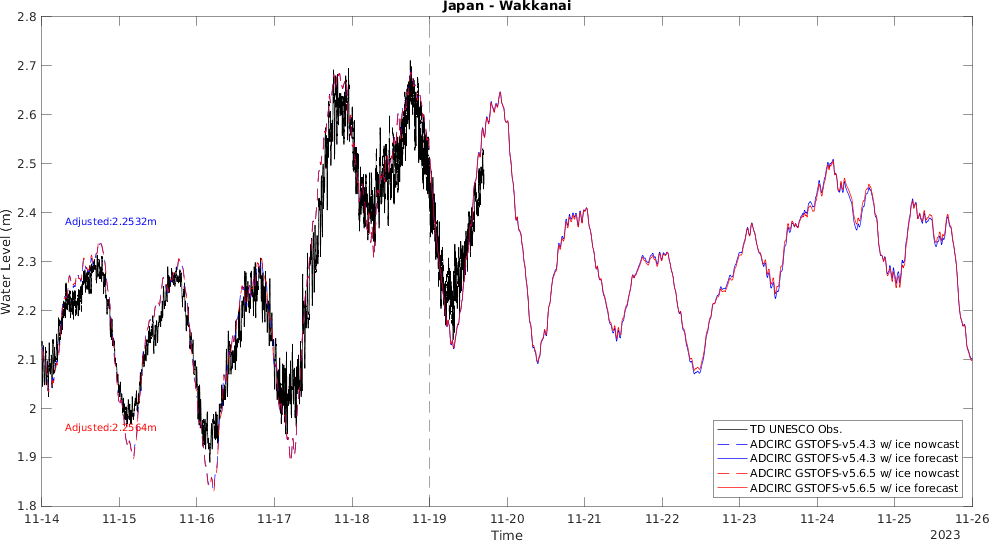 Japan - Wakkanai
2.8
2.7
2.6
2.5
2.4
2.3
2.2
2.1
2
1.9
1.8
Water Level (m)
Adjusted:2.2532m
Adjusted:2.2564m
TD UNESCO Obs.
ADCIRC GSTOFS-v5.4.3 w/ ice nowcast
ADCIRC GSTOFS-v5.4.3 w/ ice forecast
ADCIRC GSTOFS-v5.6.5 w/ ice nowcast
ADCIRC GSTOFS-v5.6.5 w/ ice forecast
11-14 11-15 11-16 11-17 11-18 11-19 11-20 11-21 11-22 11-23 11-24 11-25 11-26
Time
2023